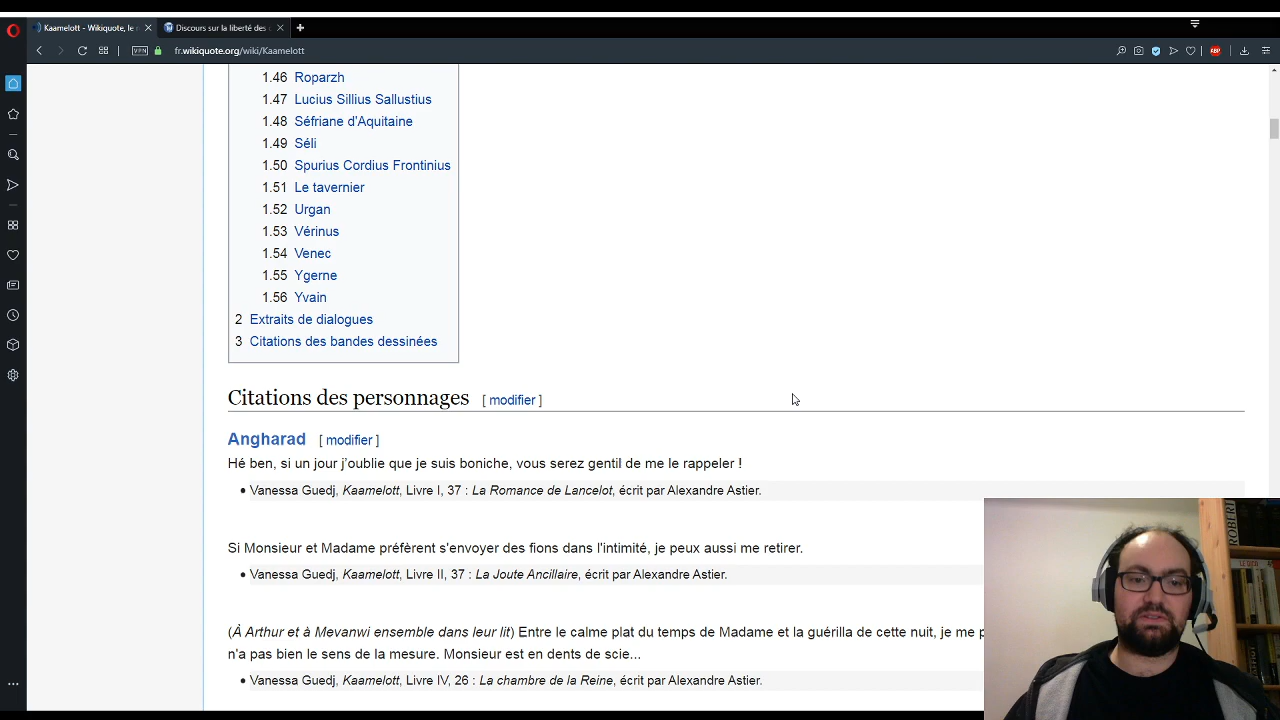 Kaamelott - Wikiquote, le
Discours sur la liberté des
VPN
fr.wikiquote.org/wiki/Kaamelott
ABP
1.46 Roparzh
1.47 Lucius Sillius Sallustius
1.48 Séfriane d'Aquitaine
1.49 Séli
1.50 Spurius Cordius Frontinius
1.51 Le tavernier
1.52 Urgan
1.53 Vérinus
1.54 Venec
1.55 Ygerne
1.56 Yvain
2 Extraits de dialogues
3 Citations des bandes dessinées
Citations des personnages [ modifier ]
Angharad [ modifier ]
Hé ben, si un jour j’oublie que je suis boniche, vous serez gentil de me le rappeler !
• Vanessa Guedj, Kaamelott, Livre I, 37 : La Romance de Lancelot, écrit par Alexandre Astier.
Si Monsieur et Madame préfèrent s'envoyer des fions dans l'intimité, je peux aussi me retirer.
• Vanessa Guedj, Kaamelott, Livre II, 37 : La Joute Ancillaire, écrit par Alexandre Astier.
(À Arthur et à Mevanwi ensemble dans leur lit) Entre le calme plat du temps de Madame et la guérilla de cette nuit, je me
n'a pas bien le sens de la mesure. Monsieur est en dents de scie...
• Vanessa Guedj, Kaamelott, Livre IV, 26 : La chambre de la Reine, écrit par Alexandre Astier.
ROBERT